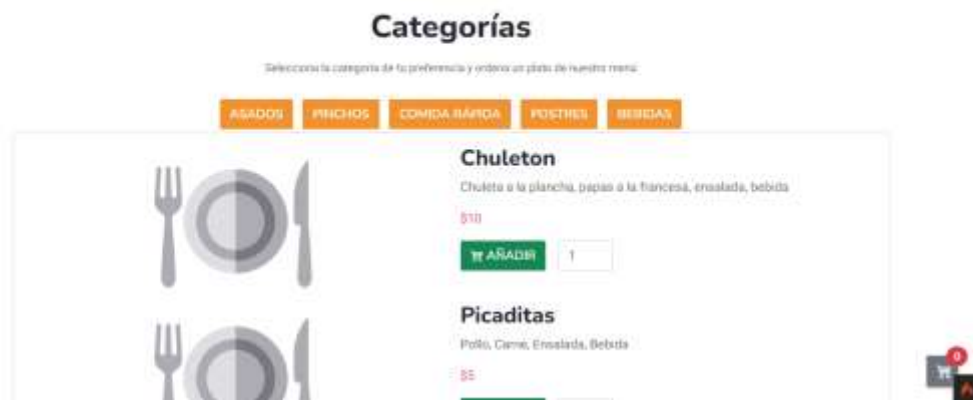 Categorías
Selecciona la categoria de tu preferencia y ordena un plato de nuestro menú
ASADOS PINCHOS COMIDA RÁPIDA POSTRES BEBIDAS
Chuleton
Chuleta a la plancha, papas a la francesa, ensalada, bebida
$10
AÑADIR 1
Picaditas
Pollo, Carne, Ensalada, Bebida
$5
0